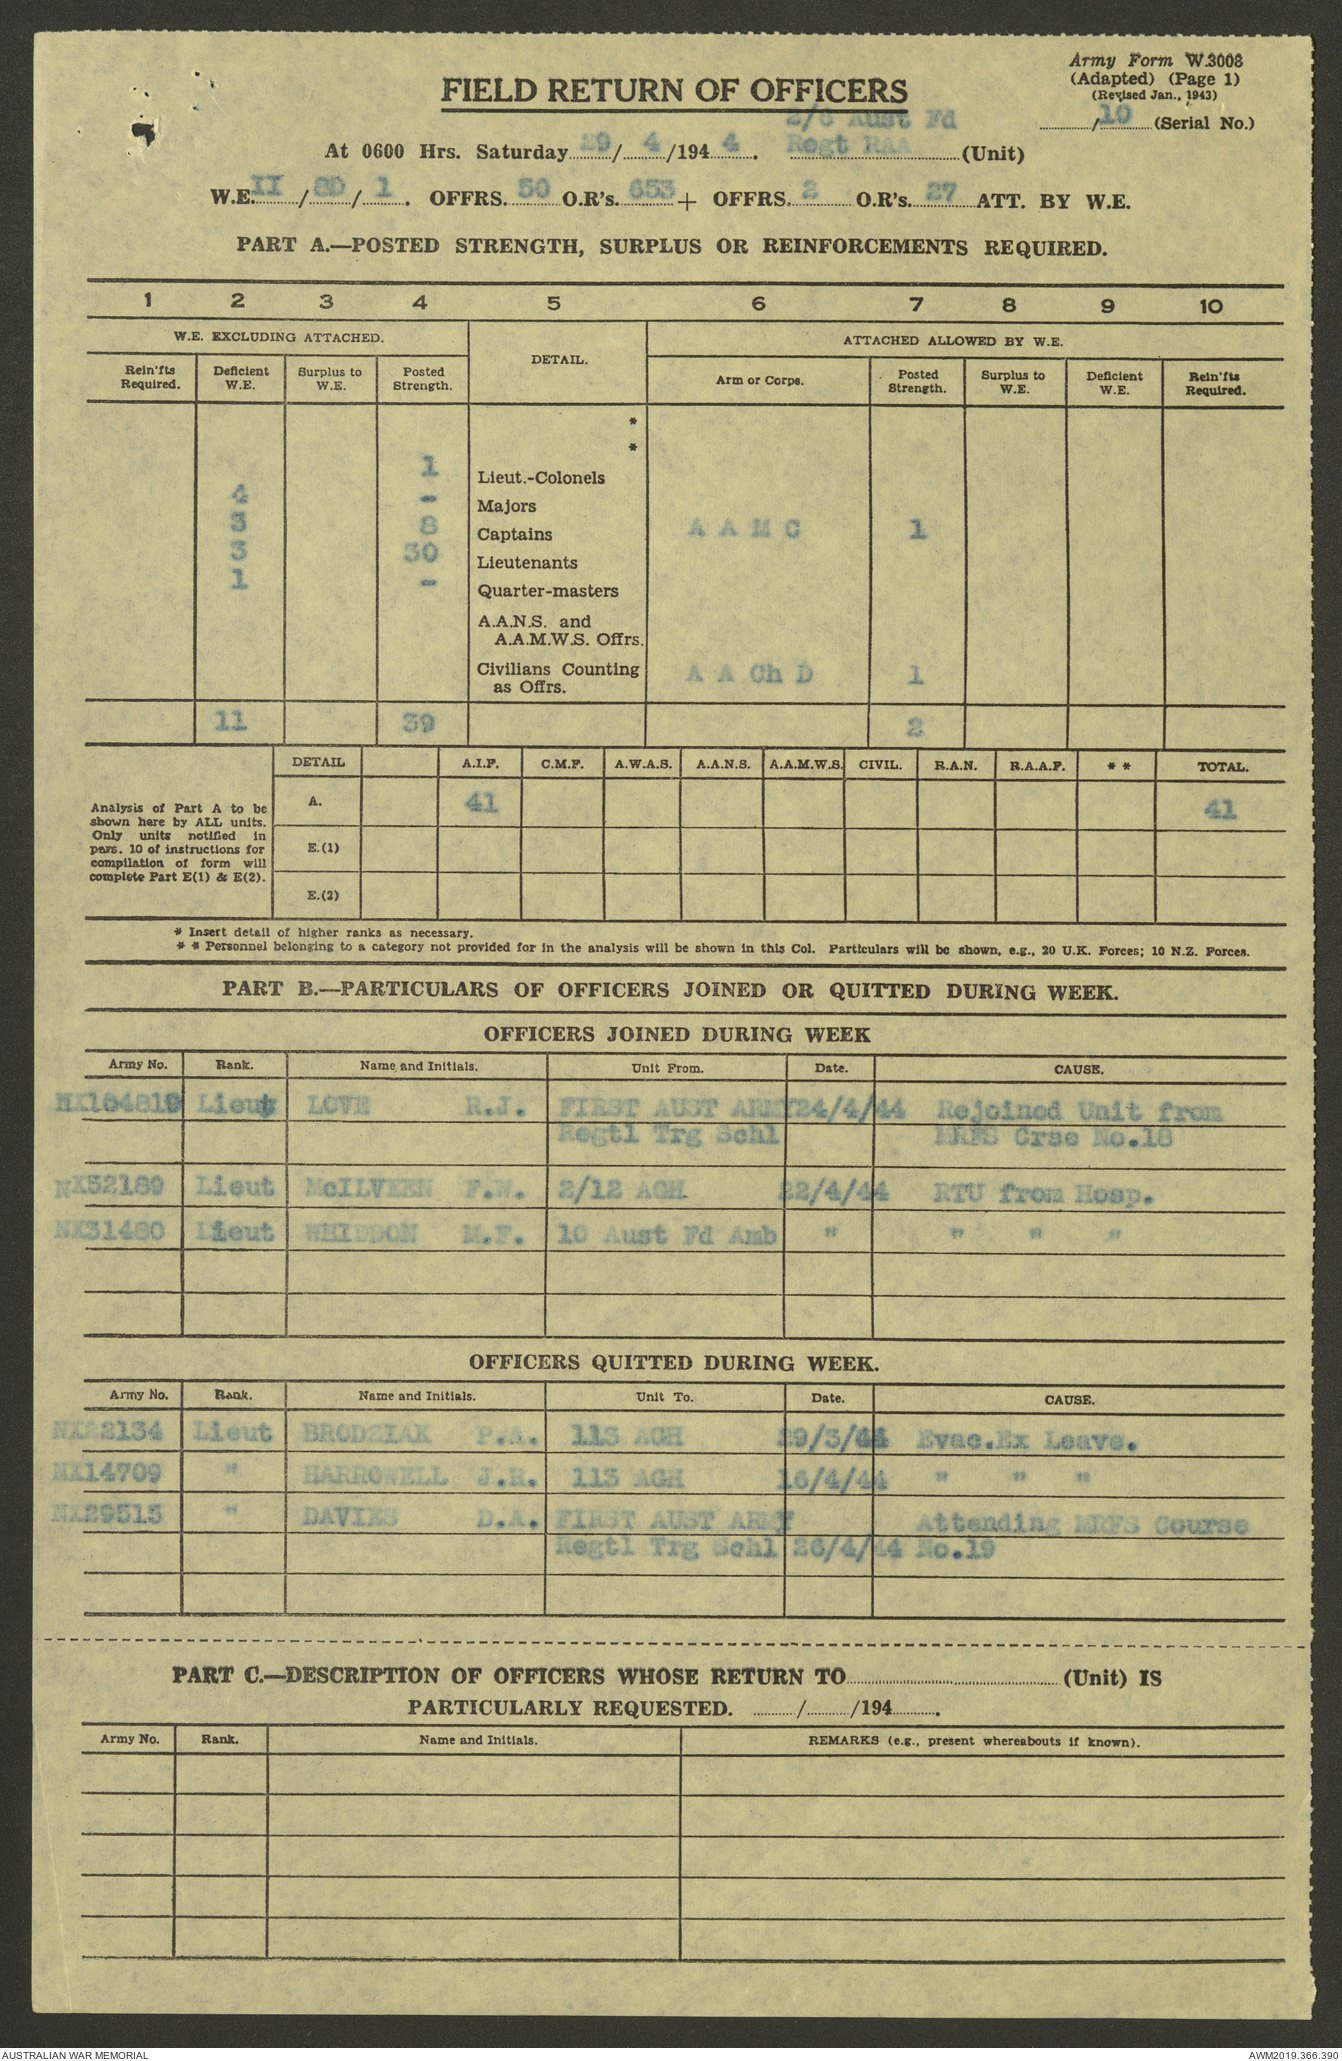 Army Form W.3008
(Adapted) (Page 1)
(Revised Jan., 1943)
FIELD RETURN OF OFFICERS
/10 (Serial No.)
At 0600 Hrs. Saturday 29/4/194 4. Aust Fd Regt RAA (Unit)
W.E. II/8D/1. OFFRS. 50 O.R's. 653 + OFFRS. 2 O.R's. 27 ATT. BY W.E.
PART A.—POSTED STRENGTH, SURPLUS OR REINFORCEMENTS REQUIRED.
1 2 3 4 5 6 7 8 9 10
W.E. EXCLUDING ATTACHED. DETAIL. ATTACHED ALLOWED BY W.E.
Rein'fts Required. Deficient W.E. Surplus to W.E. Posted Strength. Arm or Corps. Posted Strength. Surplus to W.E. Deficient W.E. Rein'fts Required.
*
*
1 Lieut.-Colonels
4 - Majors
3 8 Captains A A M C 1
3 30 Lieutenants
1 - Quarter-masters
A.A.N.S. and
A.A.M.W.S. Offrs.
Civilians Counting
as Offrs. A A Ch D 1
11 39 2
DETAIL A.I.F. C.M.F. A.W.A.S. A.A.N.S. A.A.M.W.S. CIVIL. R.A.N. R.A.A.F. * * TOTAL.
Analysis of Part A to be
shown here by ALL units.
Only units notified in
para. 10 of instructions for
compilation of form will
complete Part E(1) & E(2).
A. 41 41
E.(1)
E.(2)
* Insert detail of higher ranks as necessary.
* * Personnel belonging to a category not provided for in the analysis will be shown in this Col. Particulars will be shown, e.g., 20 U.K. Forces; 10 N.Z. Forces.
PART B.—PARTICULARS OF OFFICERS JOINED OR QUITTED DURING WEEK.
OFFICERS JOINED DURING WEEK
Army No. Rank. Name and Initials. Unit From. Date. CAUSE.
Lieut LOVE R.J. FIRST AUST ARMY 24/4/44 Rejoined Unit from
Regtl Trg Schl MRFS Crse No.18
NX52189 Lieut McILVEEN F.N. 2/12 AGH 22/4/44 RTU from Hosp.
NX31480 Lieut WHIDDON M.F. 10 Aust Fd Amb " " " "
OFFICERS QUITTED DURING WEEK.
Army No. Rank. Name and Initials. Unit To. Date. CAUSE.
NX22134 Lieut BRODZIAK P.A. 113 AGH 29/3/44 Evac.Ex Leave.
NX14709 " HARROWELL J.R. 113 AGH 16/4/44 " " "
NX29515 " DAVIES D.A. FIRST AUST ARMY Attending MRFS Course
Regtl Trg Schl 26/4/44 No.19
PART C.—DESCRIPTION OF OFFICERS WHOSE RETURN TO (Unit) IS
PARTICULARLY REQUESTED. / /194 .
Army No. Rank. Name and Initials. REMARKS (e.g., present whereabouts if known).
AUSTRALIAN WAR MEMORIAL AWM2019.366.390